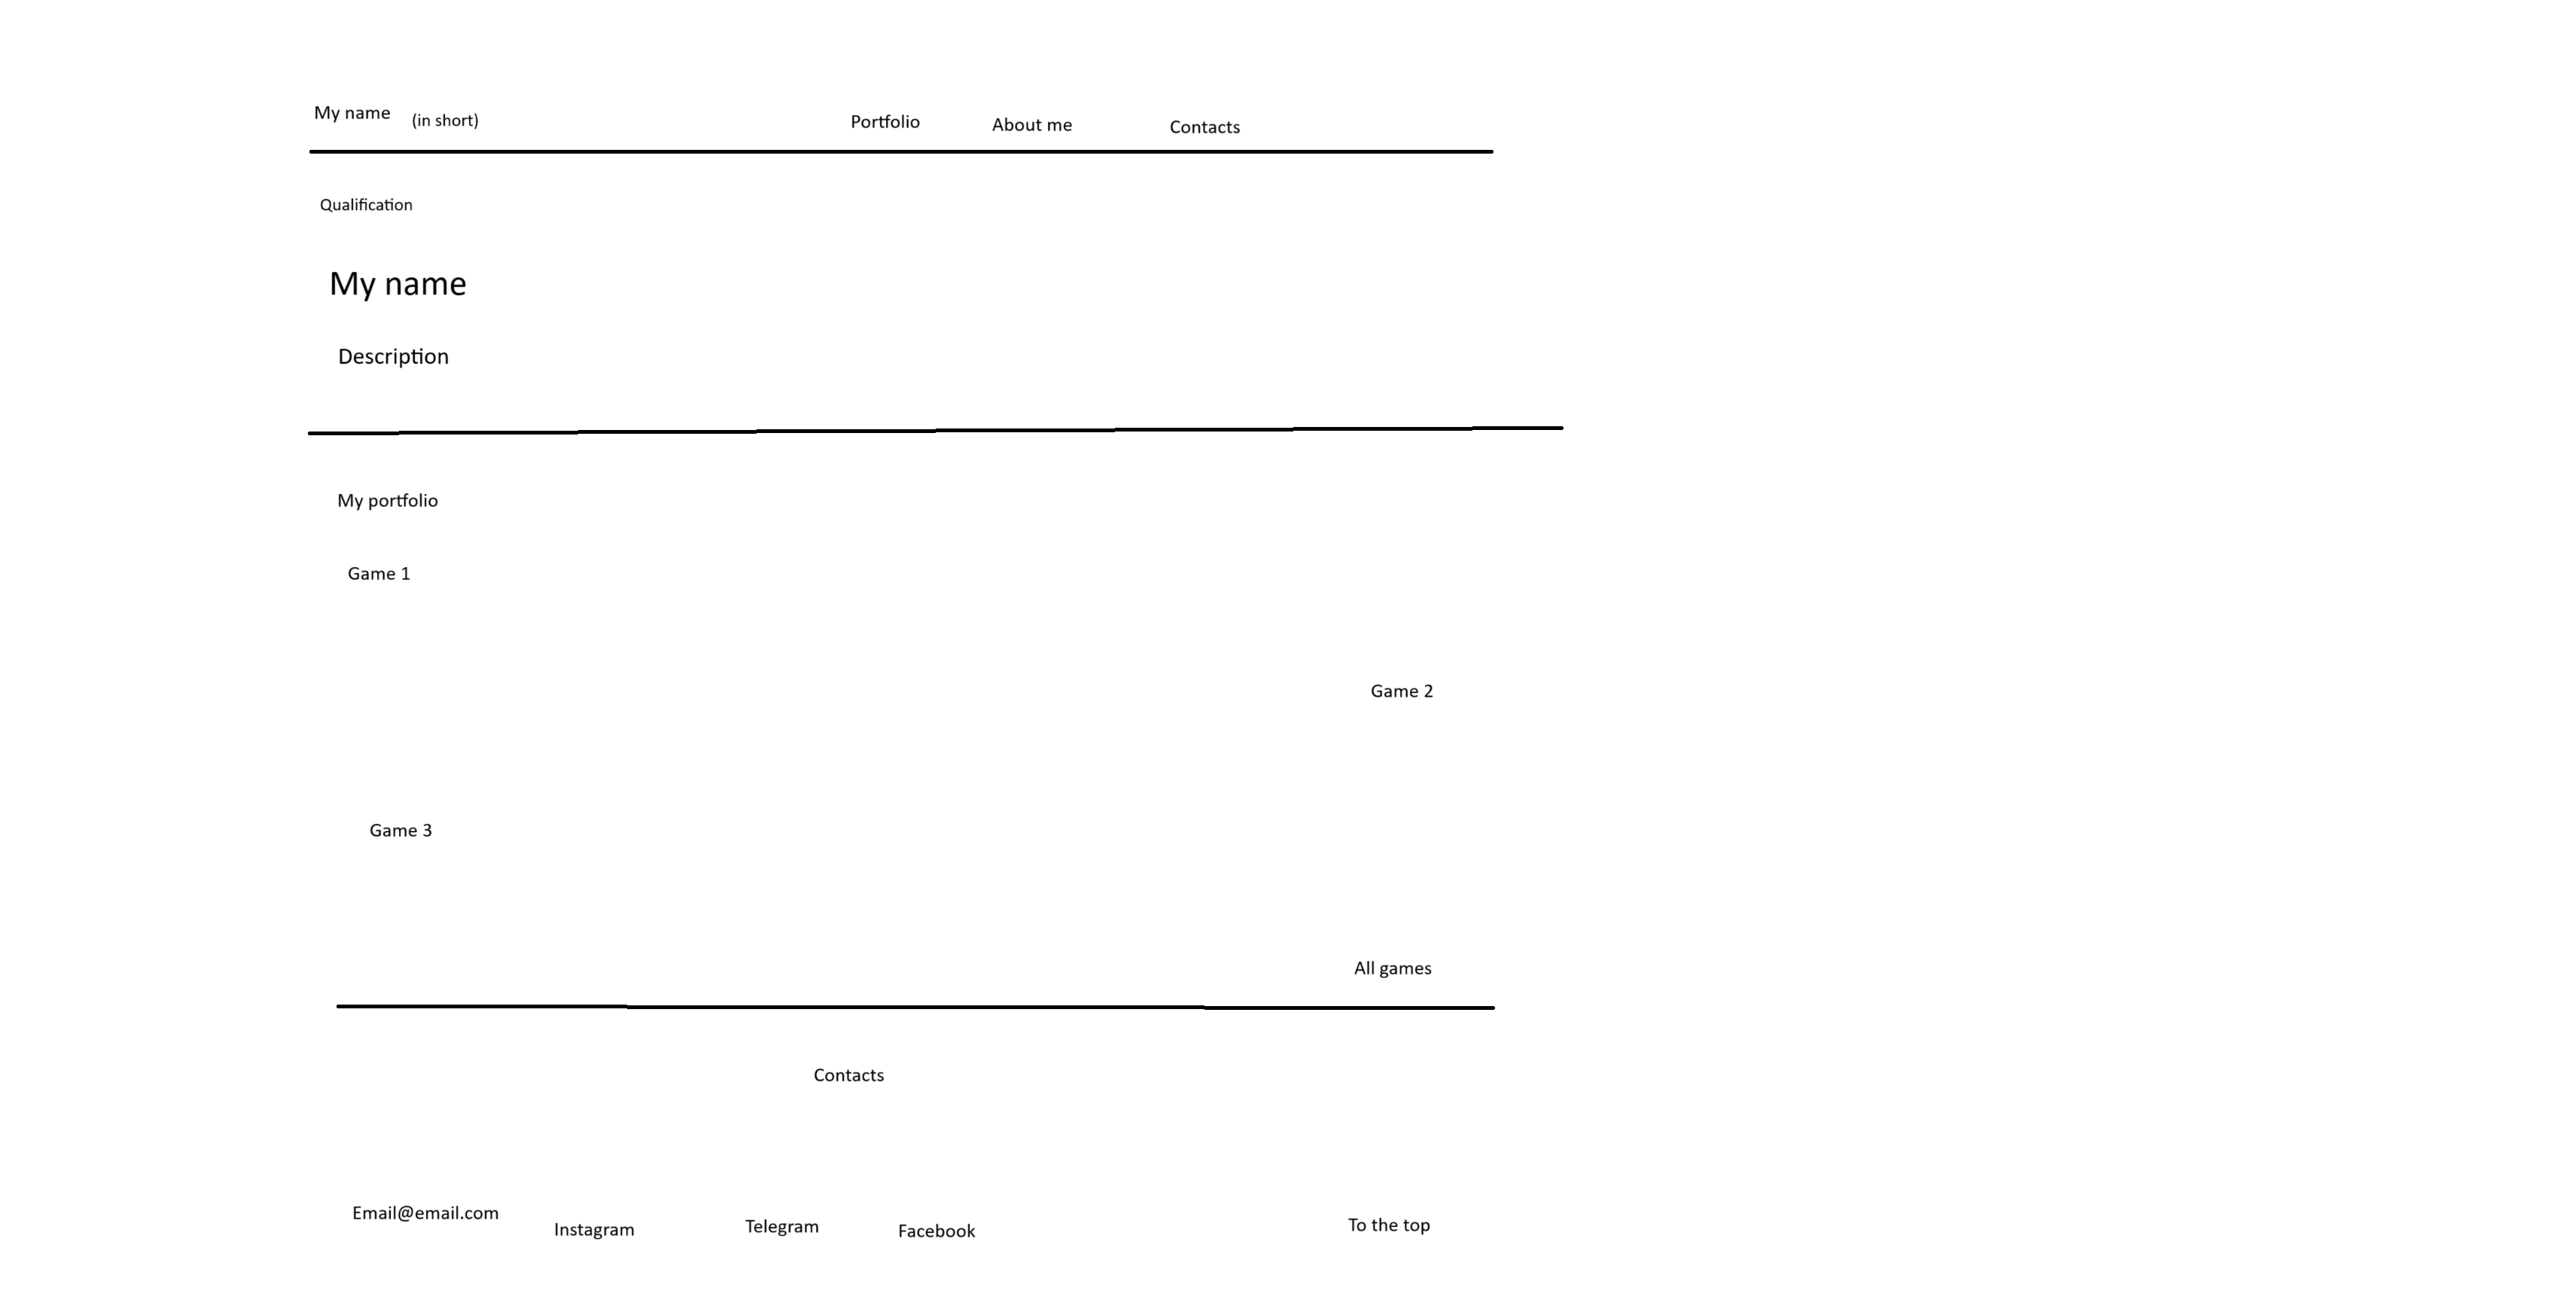 My name (in short) Portfolio About me Contacts
Qualification
My name
Description
My portfolio
Game 1
Game 2
Game 3
All games
Contacts
Email@email.com Instagram Telegram Facebook To the top